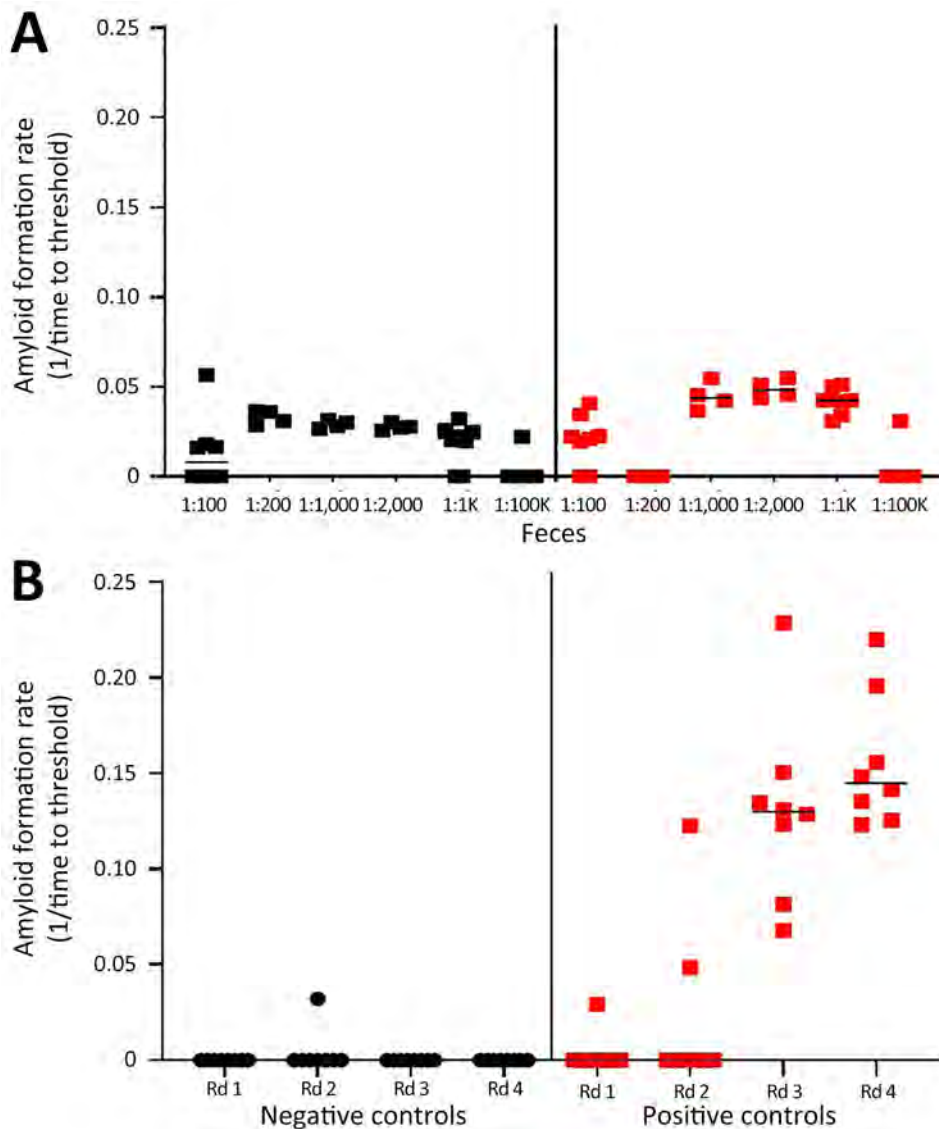 A
Amyloid formation rate
(1/time to threshold)
0.25
0.20
0.15
0.10
0.05
0
1:100 1:200 1:1,000 1:2,000 1:1K 1:100K 1:100 1:200 1:1,000 1:2,000 1:1K 1:100K
Feces
B
Amyloid formation rate
(1/time to threshold)
0.25
0.20
0.15
0.10
0.05
0
Rd 1 Rd 2 Rd 3 Rd 4 Rd 1 Rd 2 Rd 3 Rd 4
Negative controls Positive controls